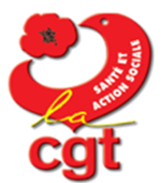 SANTÉ ET
ACTION SOCIALE
la
cgt